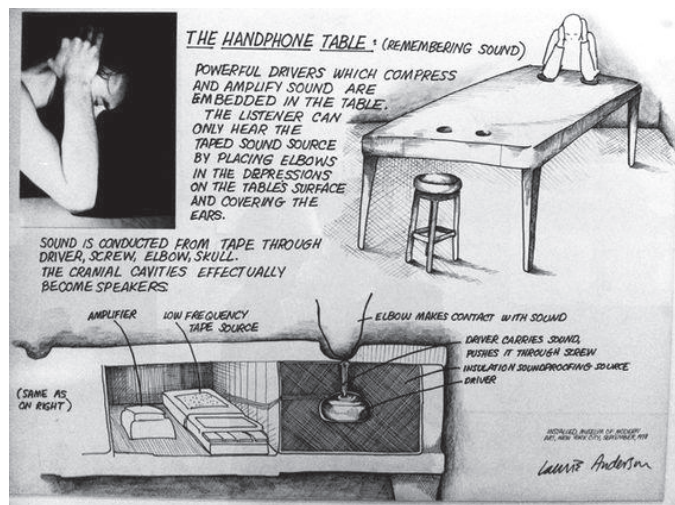 THE HANDPHONE TABLE: (REMEMBERING SOUND)
POWERFUL DRIVERS WHICH COMPRESS
AND AMPLIFY SOUND ARE
EMBEDDED IN THE TABLE.
THE LISTENER CAN
ONLY HEAR THE
TAPED SOUND SOURCE
BY PLACING ELBOWS
IN THE DEPRESSIONS
ON THE TABLE'S SURFACE
AND COVERING THE
EARS.
SOUND IS CONDUCTED FROM TAPE THROUGH
DRIVER, SCREW, ELBOW, SKULL.
THE CRANIAL CAVITIES EFFECTUALLY
BECOME SPEAKERS.
AMPLIFIER
LOW FREQUENCY
TAPE SOURCE
ELBOW MAKES CONTACT WITH SOUND
DRIVER CARRIES SOUND,
PUSHES IT THROUGH SCREW
INSULATION SOUNDPROOFING SOURCE
DRIVER
(SAME AS
ON RIGHT)
INSTALLED, MUSEUM OF MODERN
ART, NEW YORK CITY, SEPTEMBER, 1978
Laurie Anderson